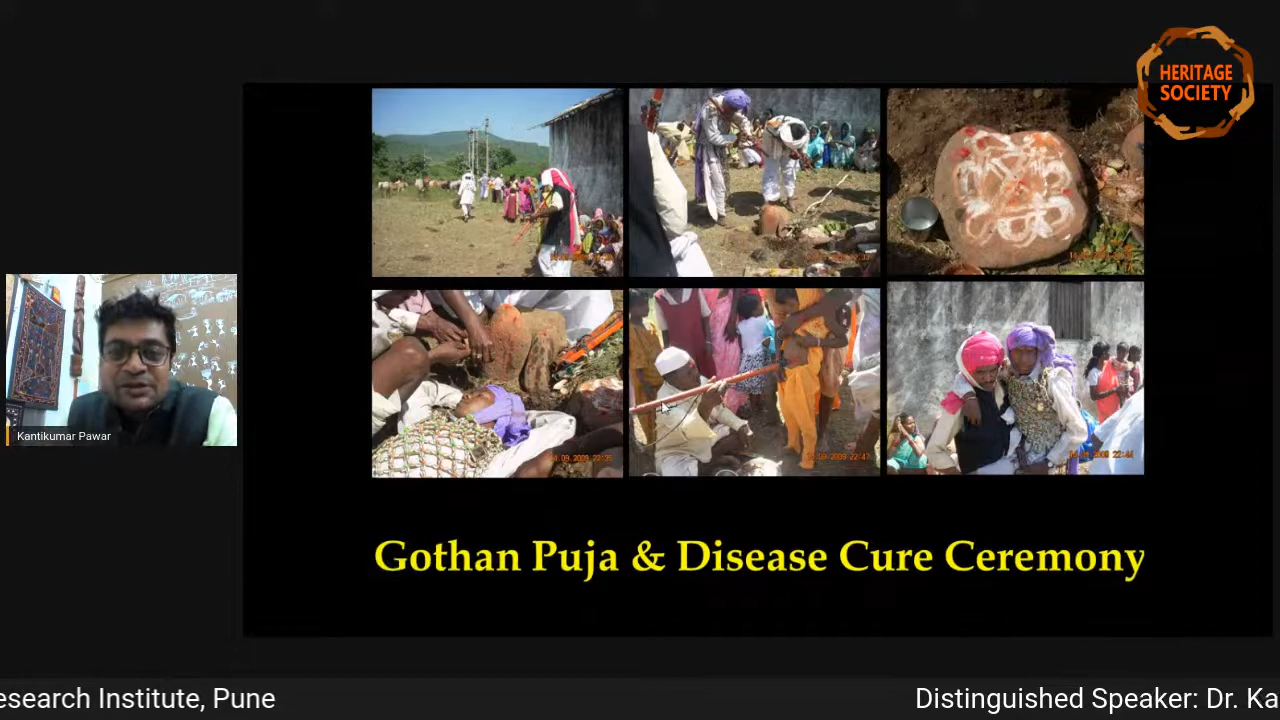 HERITAGE
SOCIETY
Kantikumar Pawar
Gothan Puja & Disease Cure Ceremony
esearch Institute, Pune
Distinguished Speaker: Dr. Ka